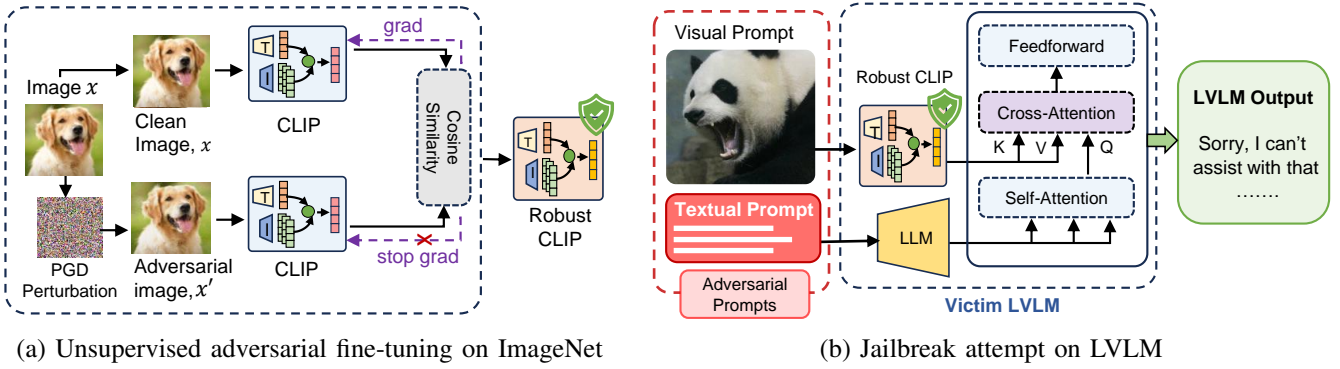 grad
Image x
T
I
CLIP
Clean
Image, x
Cosine
Similarity
Robust
CLIP
T
I
T
I
CLIP
stop grad
PGD
Perturbation
Adversarial
image, x′
(a) Unsupervised adversarial fine-tuning on ImageNet
Visual Prompt
Textual Prompt
Adversarial
Prompts
Robust CLIP
T
I
LLM
Feedforward
Cross-Attention
K
V
Q
Self-Attention
Victim LVLM
LVLM Output
Sorry, I can’t
assist with that
…….
(b) Jailbreak attempt on LVLM